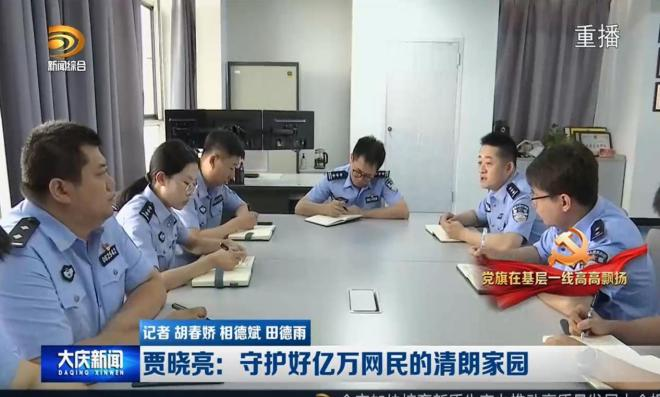 新闻综合
重播
党旗在基层一线高高飘扬
记者 胡春娇 相德斌 田德雨
大庆新闻
DAQING XINWEN
贾晓亮：守护好亿万网民的清朗家园